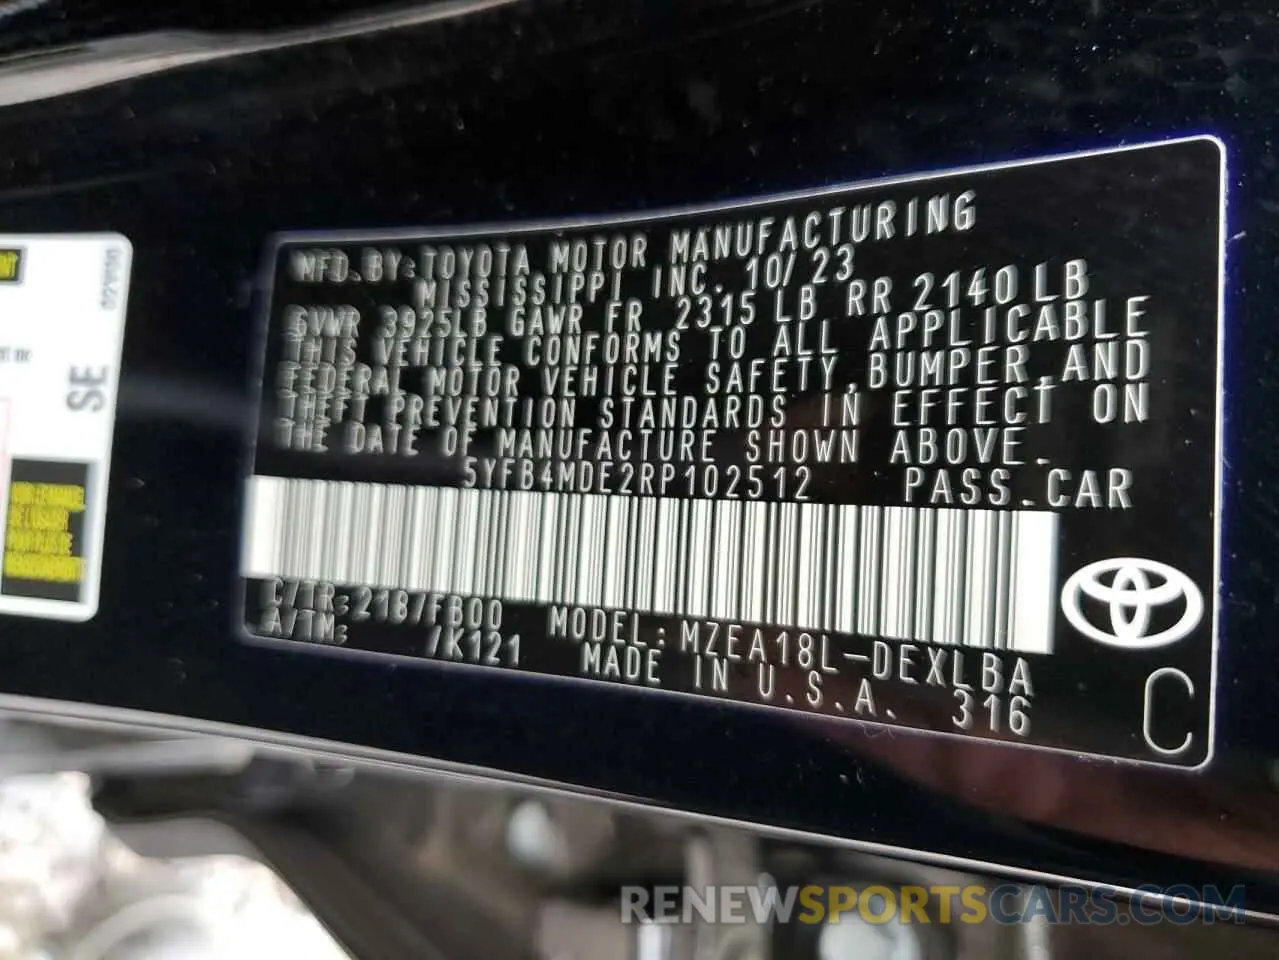 MFD. BY: TOYOTA MOTOR MANUFACTURING
MISSISSIPPI INC. 10/23
GVWR 3925LB GAWR FR 2315 LB RR 2140 LB
THIS VEHICLE CONFORMS TO ALL APPLICABLE
FEDERAL MOTOR VEHICLE SAFETY, BUMPER AND
THEFT PREVENTION STANDARDS IN EFFECT ON
THE DATE OF MANUFACTURE SHOWN ABOVE.
5YFB4MDE2RP102512 PASS.CAR
C/TR: 218/FB00 MODEL: MZEA18L-DEXLBA
A/TM: /K121 MADE IN U.S.A. 316
C
SE
RENEWSPORTSCARS.COM